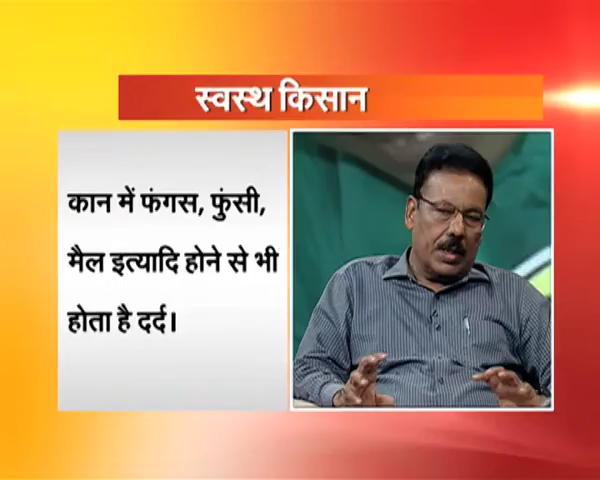 स्वस्थ किसान
कान में फंगस, फुंसी,
मैल इत्यादि होने से भी
होता है दर्द।